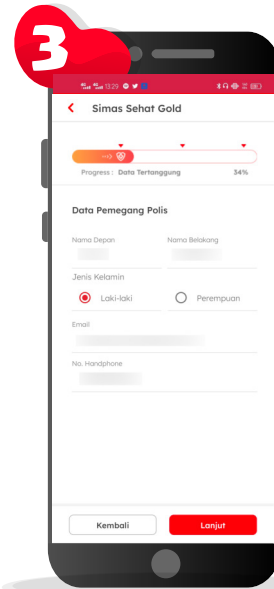 3
13:29
Simas Sehat Gold
Progress : Data Tertanggung 34%
Data Pemegang Polis
Nama Depan Nama Belakang
Jenis Kelamin
Laki-laki Perempuan
Email
No. Handphone
Kembali Lanjut